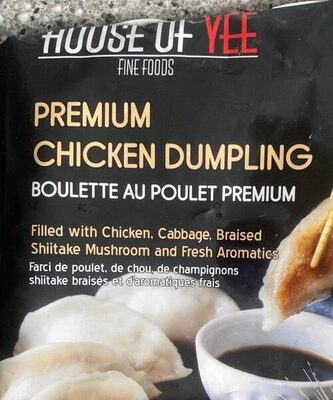 HOUSE OF YEE
FINE FOODS
PREMIUM
CHICKEN DUMPLING
BOULETTE AU POULET PREMIUM
Filled with Chicken, Cabbage, Braised
Shiitake Mushroom and Fresh Aromatics
Farci de poulet, de chou, de champignons
shiitake braisés et d'aromatiques frais